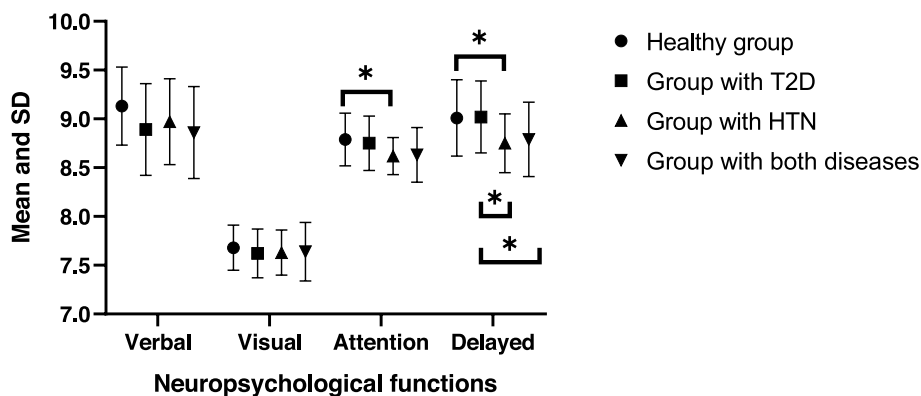 Mean and SD
10.0
9.5
9.0
8.5
8.0
7.5
7.0
*
*
*
*
Verbal Visual Attention Delayed
Neuropsychological functions
Healthy group
Group with T2D
Group with HTN
Group with both diseases